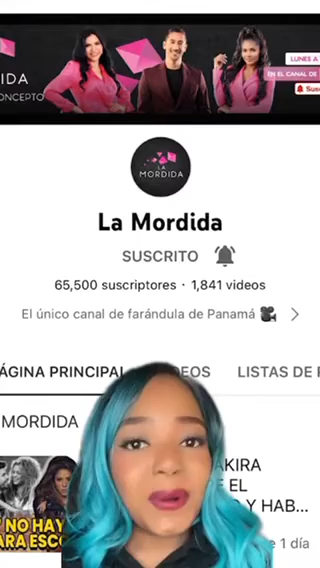 IDA
CONCEPTO
LUNES A
EN EL CANAL DE
Sus
LA
MORDIDA
La Mordida
SUSCRITO
65,500 suscriptores · 1,841 videos
El único canal de farándula de Panamá
ÁGINA PRINCIPAL
DEOS
LISTAS DE
MORDIDA
AKIRA
E EL
O Y HAB...
e 1 día
NO HAY
ARA ESCO